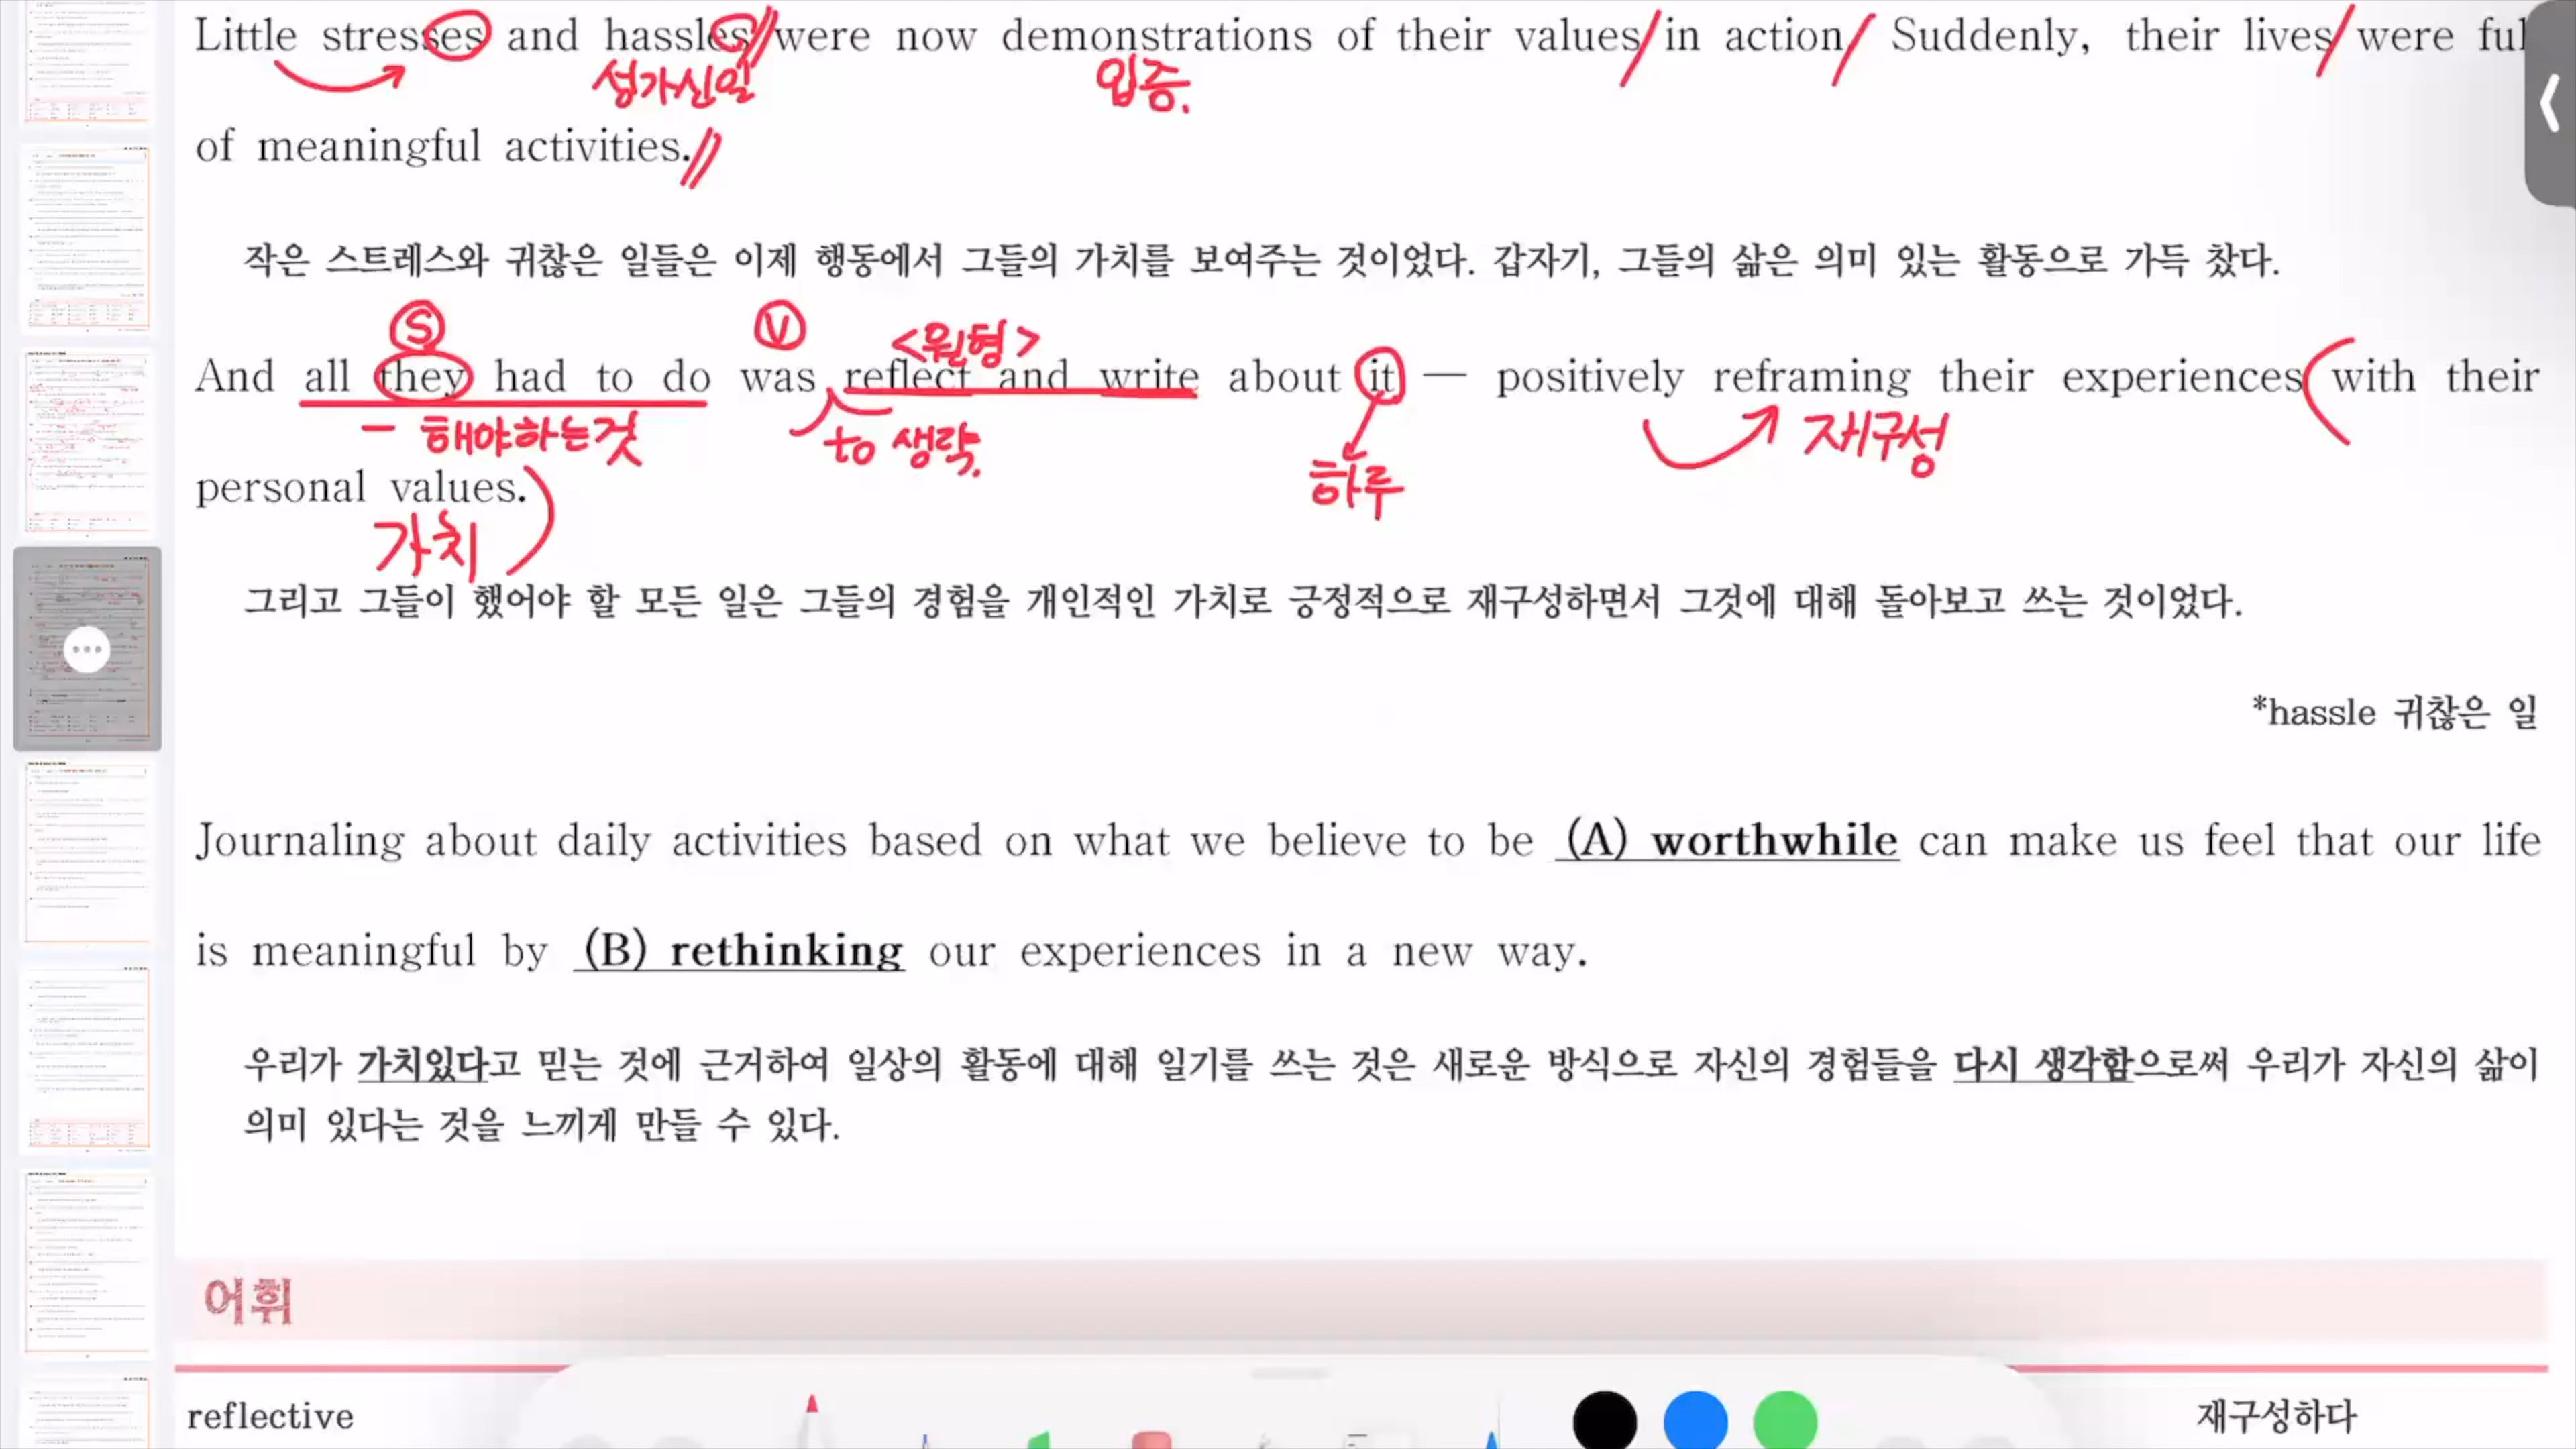 Little stresses and hassles were now demonstrations of their values in action Suddenly, their lives were ful
성가신일 입증.
of meaningful activities.
작은 스트레스와 귀찮은 일들은 이제 행동에서 그들의 가치를 보여주는 것이었다. 갑자기, 그들의 삶은 의미 있는 활동으로 가득 찼다.
S V <원형>
And all they had to do was reflect and write about it — positively reframing their experiences with their
- 해야하는것 to 생략. 하루 재구성
personal values.
가치
그리고 그들이 했어야 할 모든 일은 그들의 경험을 개인적인 가치로 긍정적으로 재구성하면서 그것에 대해 돌아보고 쓰는 것이었다.
*hassle 귀찮은 일
Journaling about daily activities based on what we believe to be (A) worthwhile can make us feel that our life
is meaningful by (B) rethinking our experiences in a new way.
우리가 가치있다고 믿는 것에 근거하여 일상의 활동에 대해 일기를 쓰는 것은 새로운 방식으로 자신의 경험들을 다시 생각함으로써 우리가 자신의 삶이
의미 있다는 것을 느끼게 만들 수 있다.
어휘
reflective 재구성하다